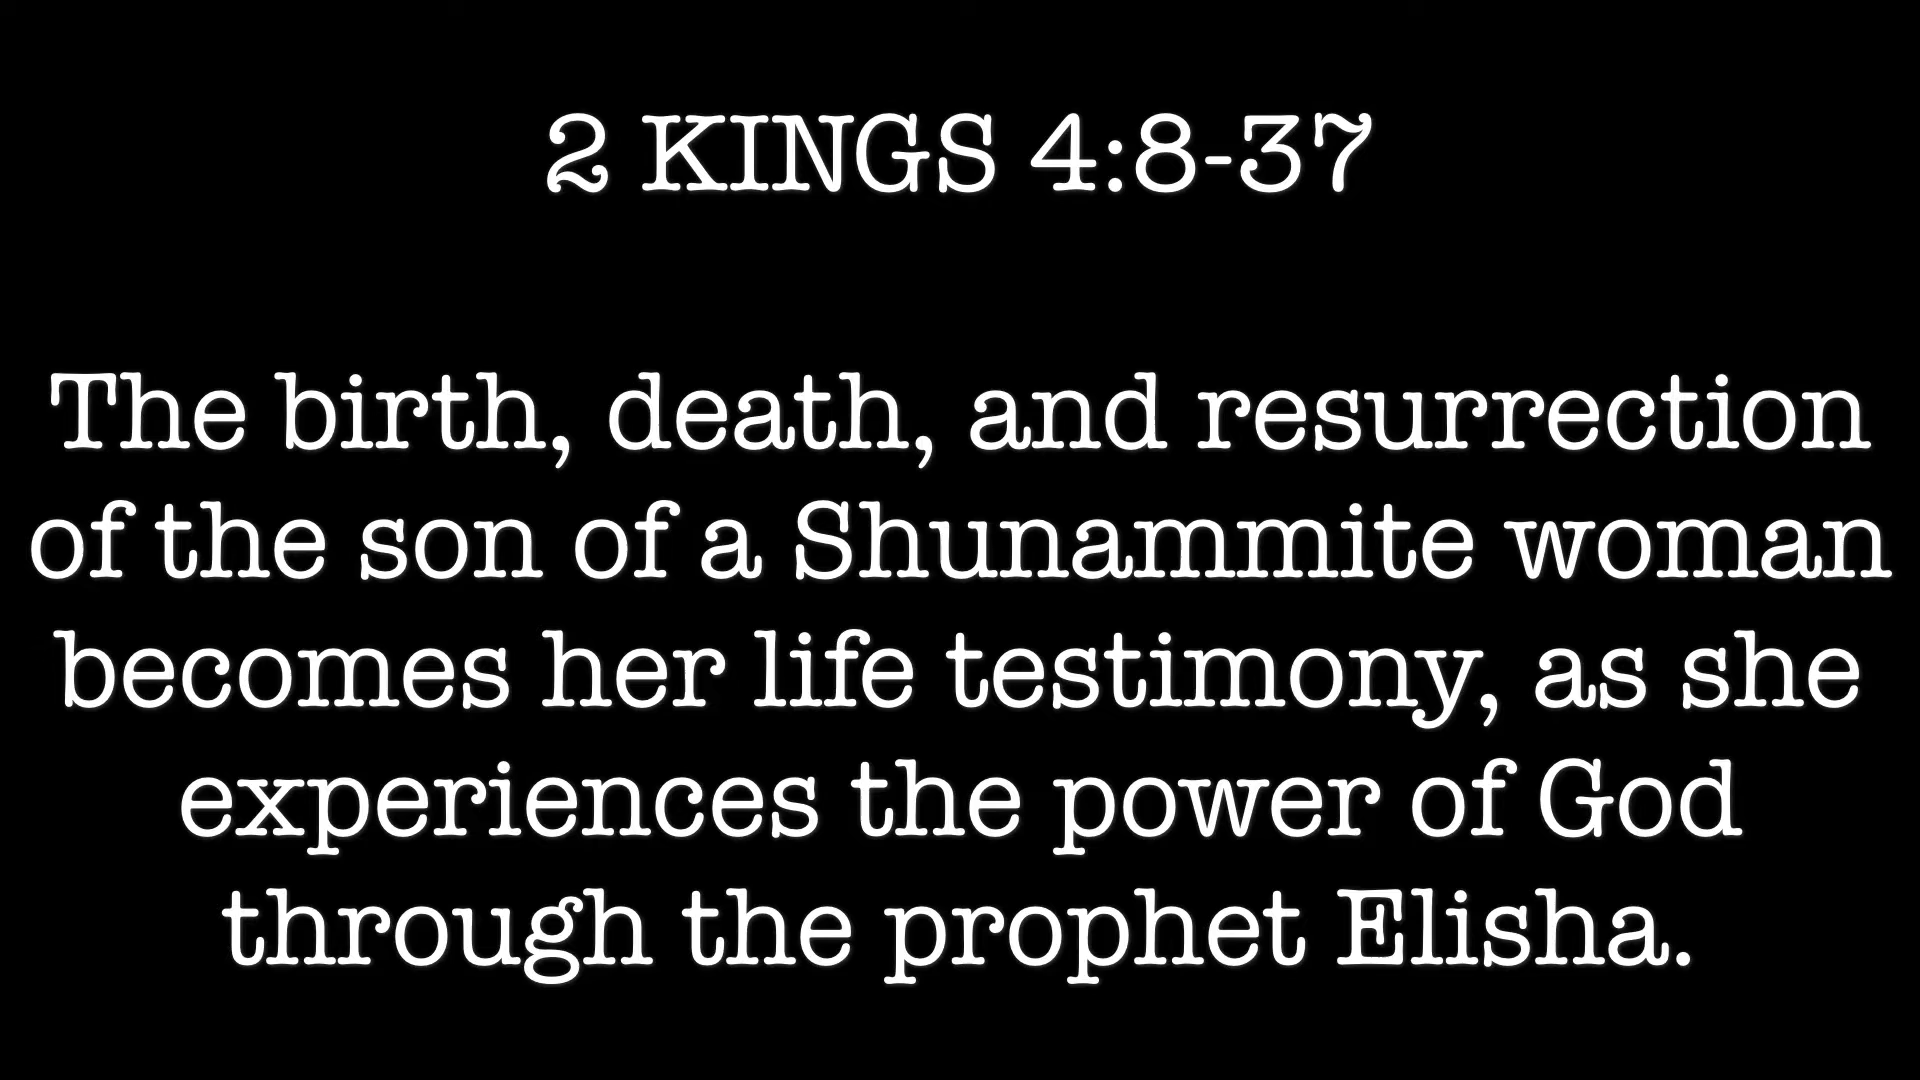 2 KINGS 4:8-37
The birth, death, and resurrection
of the son of a Shunammite woman
becomes her life testimony, as she
experiences the power of God
through the prophet Elisha.